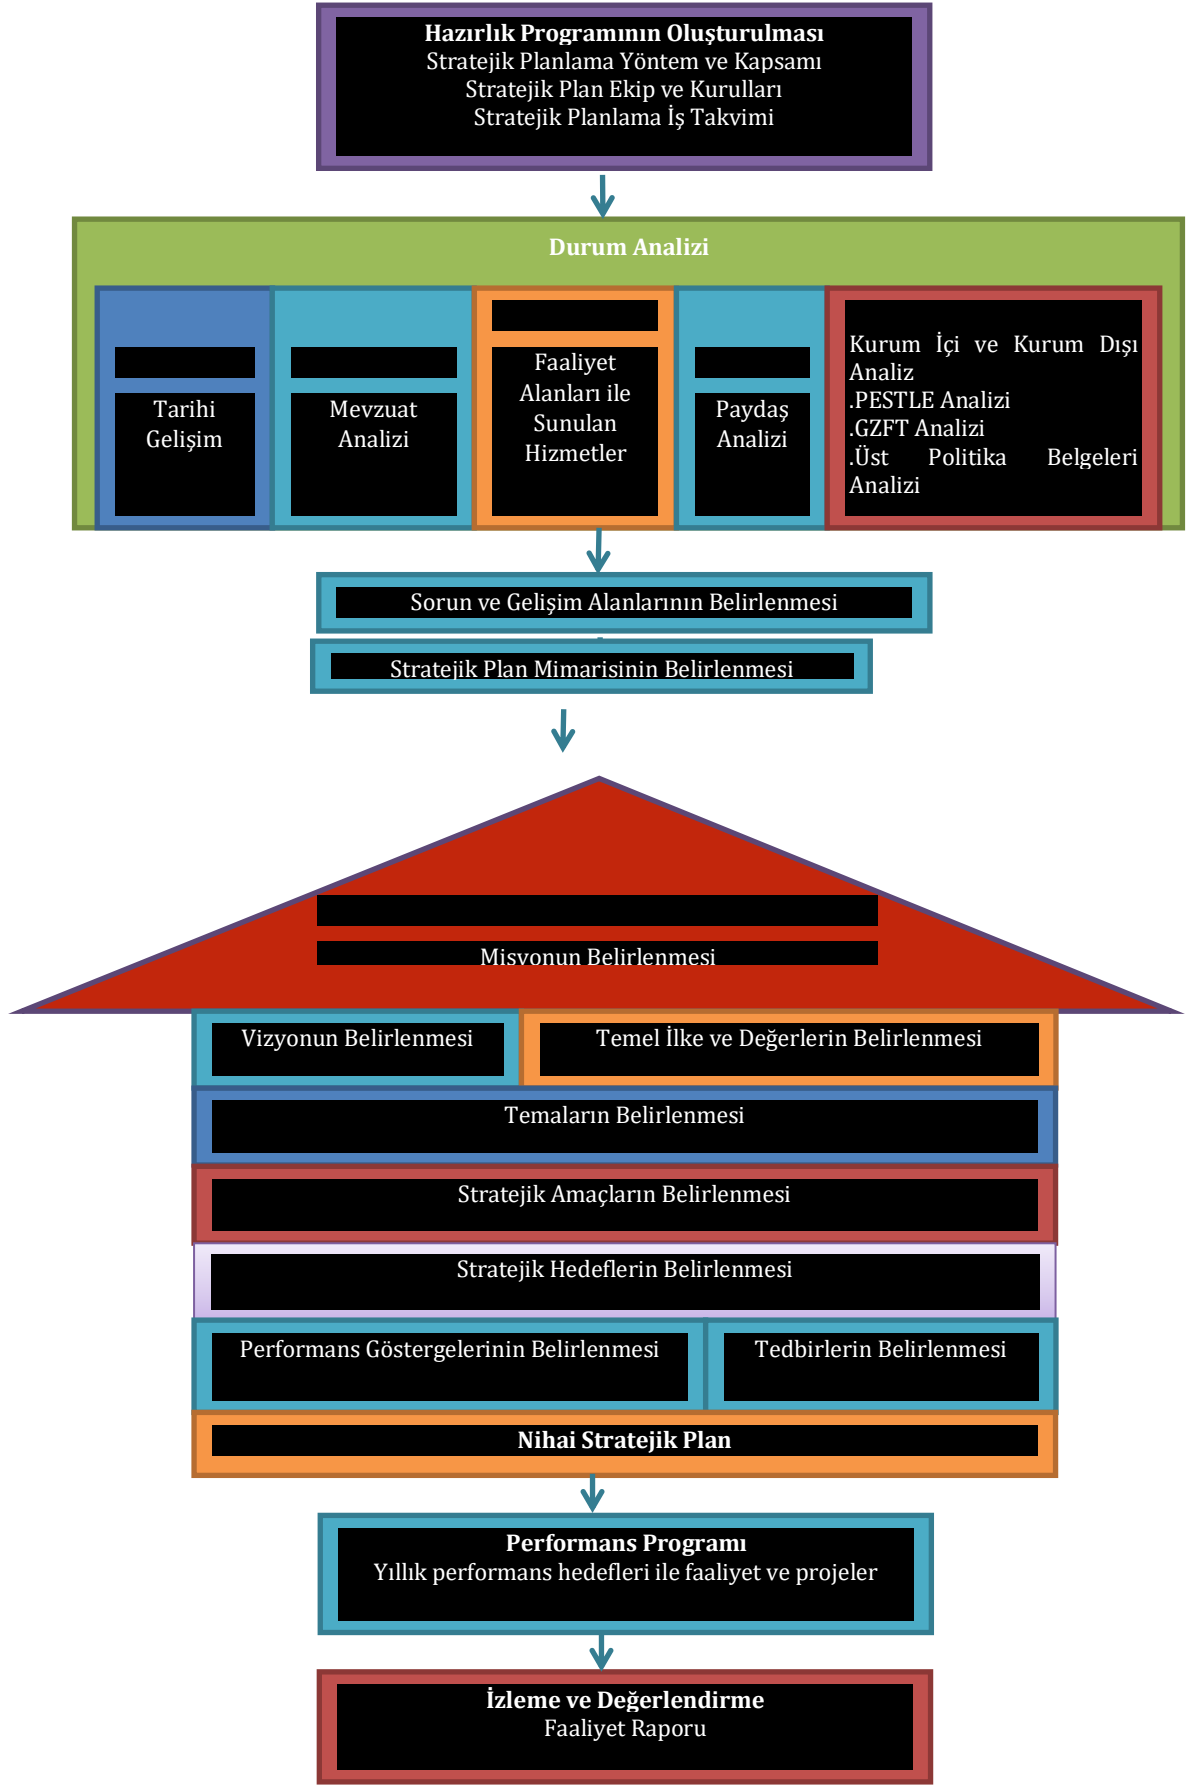 Hazırlık Programının Oluşturulması
Stratejik Planlama Yöntem ve Kapsamı
Stratejik Plan Ekip ve Kurulları
Stratejik Planlama İş Takvimi
Durum Analizi
Tarihi
Gelişim
Mevzuat
Analizi
Faaliyet
Alanları ile
Sunulan
Hizmetler
Paydaş
Analizi
Kurum İçi ve Kurum Dışı
Analiz
.PESTLE Analizi
.GZFT Analizi
.Üst Politika Belgeleri
Analizi
Sorun ve Gelişim Alanlarının Belirlenmesi
Stratejik Plan Mimarisinin Belirlenmesi
Misyonun Belirlenmesi
Vizyonun Belirlenmesi
Temel İlke ve Değerlerin Belirlenmesi
Temaların Belirlenmesi
Stratejik Amaçların Belirlenmesi
Stratejik Hedeflerin Belirlenmesi
Performans Göstergelerinin Belirlenmesi
Tedbirlerin Belirlenmesi
Nihai Stratejik Plan
Performans Programı
Yıllık performans hedefleri ile faaliyet ve projeler
İzleme ve Değerlendirme
Faaliyet Raporu